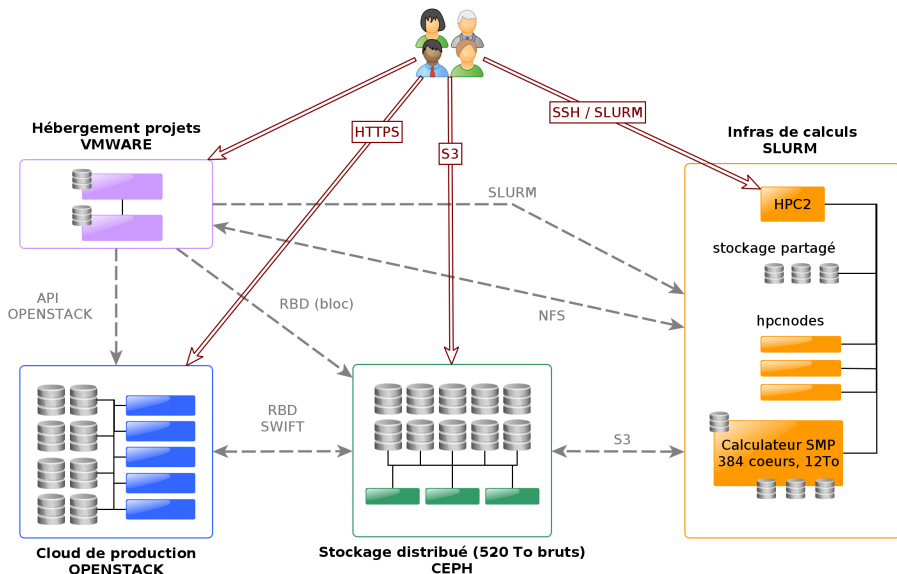 SSH / SLURM
HTTPS
S3
Hébergement projets
VMWARE
Infras de calculs
SLURM
SLURM
HPC2
stockage partagé
API
OPENSTACK
RBD (bloc)
NFS
hpcnodes
RBD
SWIFT
S3
Calculateur SMP
384 coeurs, 12To
Cloud de production
OPENSTACK
Stockage distribué (520 To bruts)
CEPH